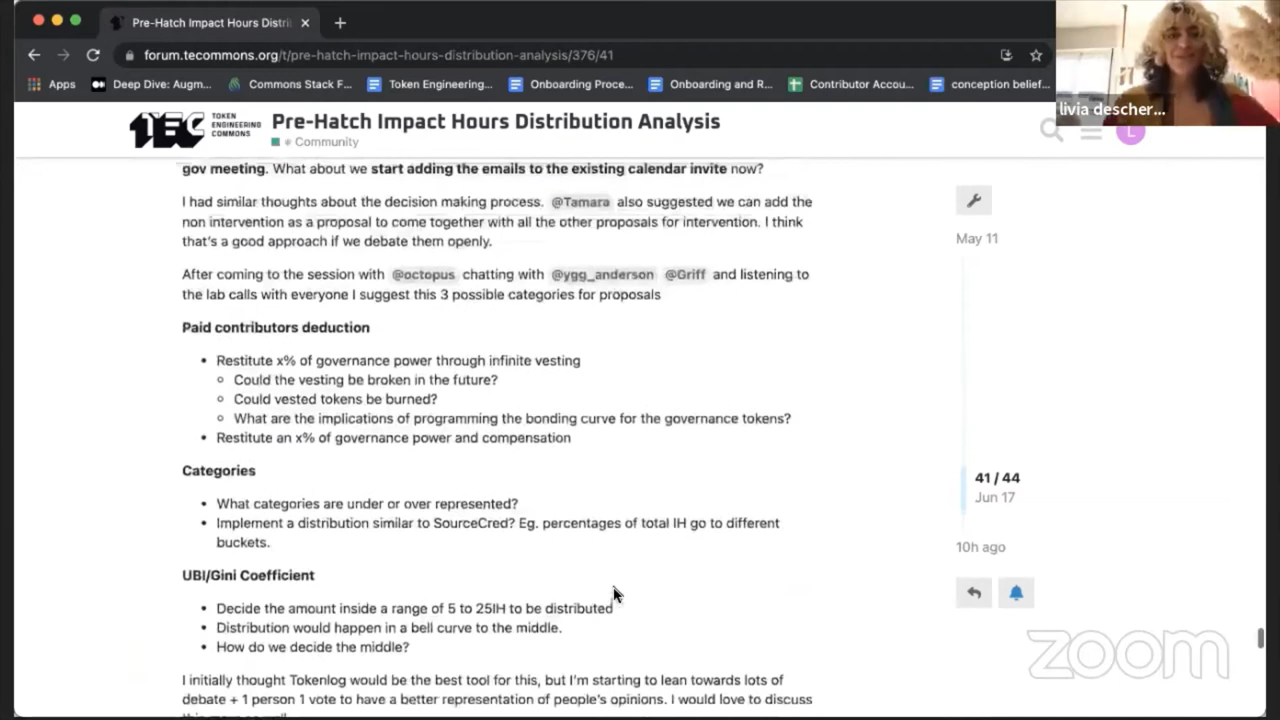 Pre-Hatch Impact Hours Distri
forum.tecommons.org/t/pre-hatch-impact-hours-distribution-analysis/376/41
Apps
Deep Dive: Augm...
Commons Stack F...
Token Engineering...
Onboarding Proce...
Onboarding and R...
Contributor Accou...
conception belief...
livia descher...
TEC
TOKEN
ENGINEERING
COMMONS
Pre-Hatch Impact Hours Distribution Analysis
Community
L
gov meeting. What about we start adding the emails to the existing calendar invite now?
I had similar thoughts about the decision making process. @Tamara also suggested we can add the
non intervention as a proposal to come together with all the other proposals for intervention. I think
that's a good approach if we debate them openly.
After coming to the session with @octopus chatting with @ygg_anderson @Griff and listening to
the lab calls with everyone I suggest this 3 possible categories for proposals
Paid contributors deduction
Restitute x% of governance power through infinite vesting
Could the vesting be broken in the future?
Could vested tokens be burned?
What are the implications of programming the bonding curve for the governance tokens?
Restitute an x% of governance power and compensation
Categories
What categories are under or over represented?
Implement a distribution similar to SourceCred? Eg. percentages of total IH go to different
buckets.
UBI/Gini Coefficient
Decide the amount inside a range of 5 to 25IH to be distributed
Distribution would happen in a bell curve to the middle.
How do we decide the middle?
I initially thought Tokenlog would be the best tool for this, but I'm starting to lean towards lots of
debate + 1 person 1 vote to have a better representation of people's opinions. I would love to discuss
May 11
41 / 44
Jun 17
10h ago
zoom